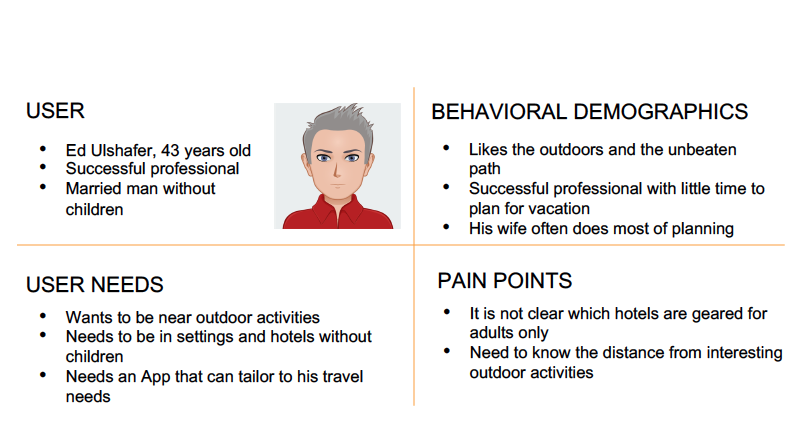 USER
• Ed Ulshafer, 43 years old
• Successful professional
• Married man without
children
BEHAVIORAL DEMOGRAPHICS
• Likes the outdoors and the unbeaten
path
• Successful professional with little time to
plan for vacation
• His wife often does most of planning
USER NEEDS
• Wants to be near outdoor activities
• Needs to be in settings and hotels without
children
• Needs an App that can tailor to his travel
needs
PAIN POINTS
• It is not clear which hotels are geared for
adults only
• Need to know the distance from interesting
outdoor activities